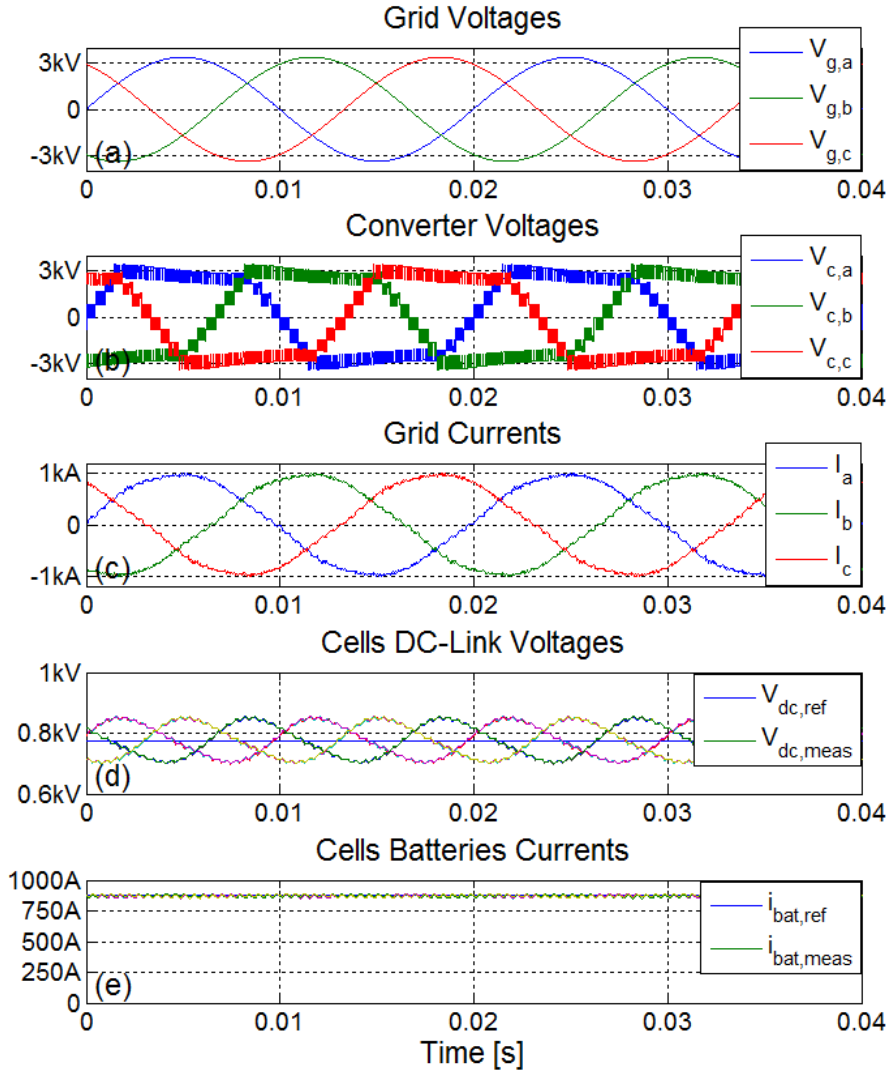 Grid Voltages
3kV
0
-3kV
(a)
V_g,a
V_g,b
V_g,c
0 0.01 0.02 0.03 0.04
Converter Voltages
3kV
0
-3kV
(b)
V_c,a
V_c,b
V_c,c
0 0.01 0.02 0.03 0.04
Grid Currents
1kA
0
-1kA
(c)
I_a
I_b
I_c
0 0.01 0.02 0.03 0.04
Cells DC-Link Voltages
1kV
0.8kV
0.6kV
(d)
V_dc,ref
V_dc,meas
0 0.01 0.02 0.03 0.04
Cells Batteries Currents
1000A
750A
500A
250A
0
(e)
i_bat,ref
i_bat,meas
0 0.01 0.02 0.03 0.04
Time [s]